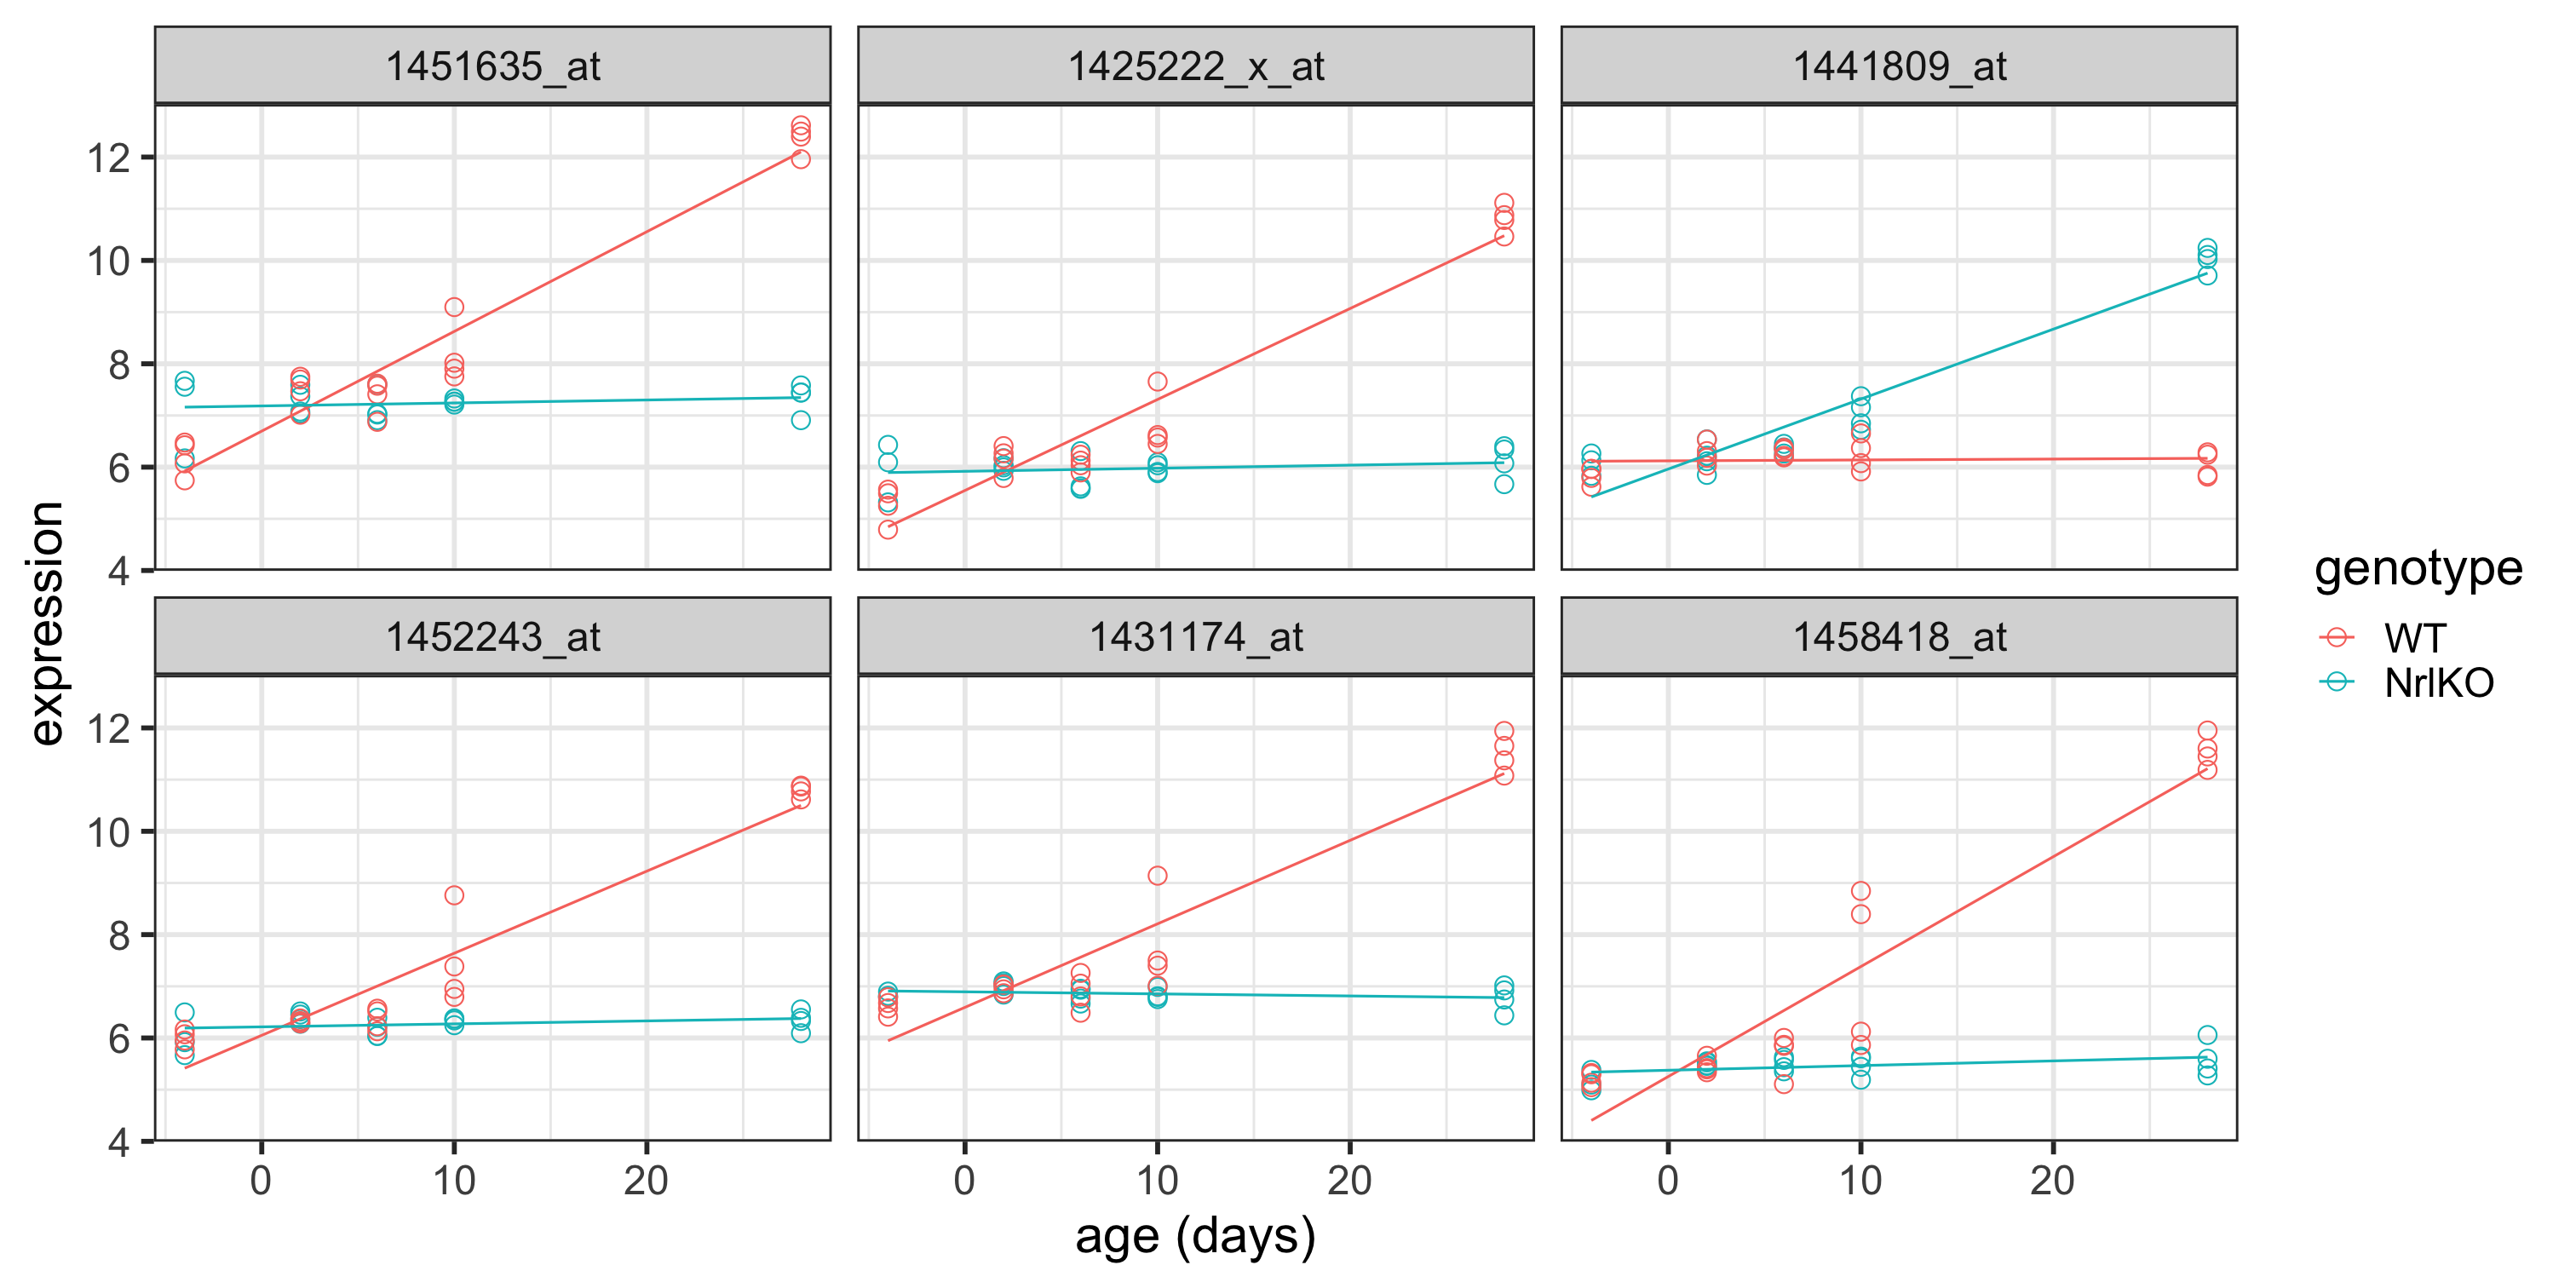 1451635_at 1425222_x_at 1441809_at
12
10
8
6
4
1452243_at 1431174_at 1458418_at
12
10
8
6
4
0 10 20 0 10 20 0 10 20
age (days)
expression
genotype
WT
NrlKO